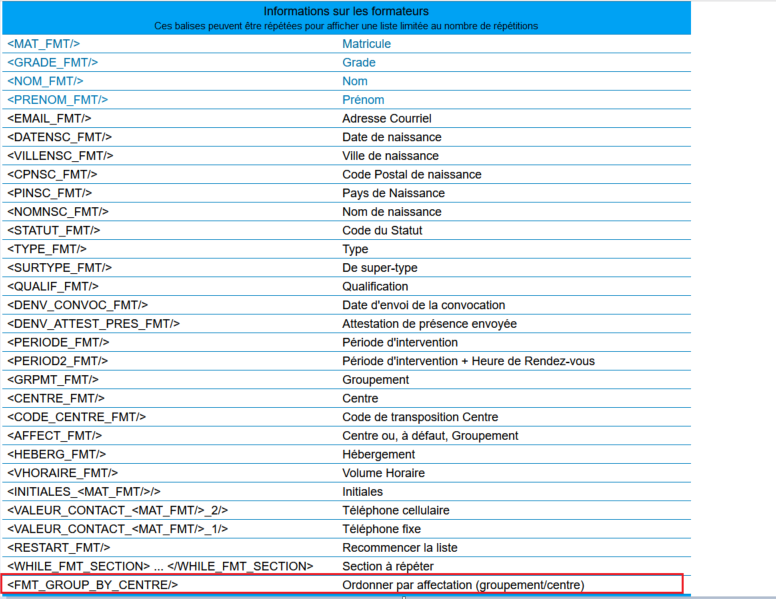 Informations sur les formateurs
Ces balises peuvent être répétées pour afficher une liste limitée au nombre de répétitions
<MAT_FMT/> Matricule
<GRADE_FMT/> Grade
<NOM_FMT/> Nom
<PRENOM_FMT/> Prénom
<EMAIL_FMT/> Adresse Courriel
<DATENSC_FMT/> Date de naissance
<VILLENSC_FMT/> Ville de naissance
<CPNSC_FMT/> Code Postal de naissance
<PINSC_FMT/> Pays de Naissance
<NOMNSC_FMT/> Nom de naissance
<STATUT_FMT/> Code du Statut
<TYPE_FMT/> Type
<SURTYPE_FMT/> De super-type
<QUALIF_FMT/> Qualification
<DENV_CONVOC_FMT/> Date d'envoi de la convocation
<DENV_ATTEST_PRES_FMT/> Attestation de présence envoyée
<PERIODE_FMT/> Période d'intervention
<PERIOD2_FMT/> Période d'intervention + Heure de Rendez-vous
<GRPMT_FMT/> Groupement
<CENTRE_FMT/> Centre
<CODE_CENTRE_FMT/> Code de transposition Centre
<AFFECT_FMT/> Centre ou, à défaut, Groupement
<HEBERG_FMT/> Hébergement
<VHORAIRE_FMT/> Volume Horaire
<INITIALES_<MAT_FMT/>/> Initiales
<VALEUR_CONTACT_<MAT_FMT/>_2/> Téléphone cellulaire
<VALEUR_CONTACT_<MAT_FMT/>_1/> Téléphone fixe
<RESTART_FMT/> Recommencer la liste
<WHILE_FMT_SECTION> ... </WHILE_FMT_SECTION> Section à répéter
<FMT_GROUP_BY_CENTRE/> Ordonner par affectation (groupement/centre)